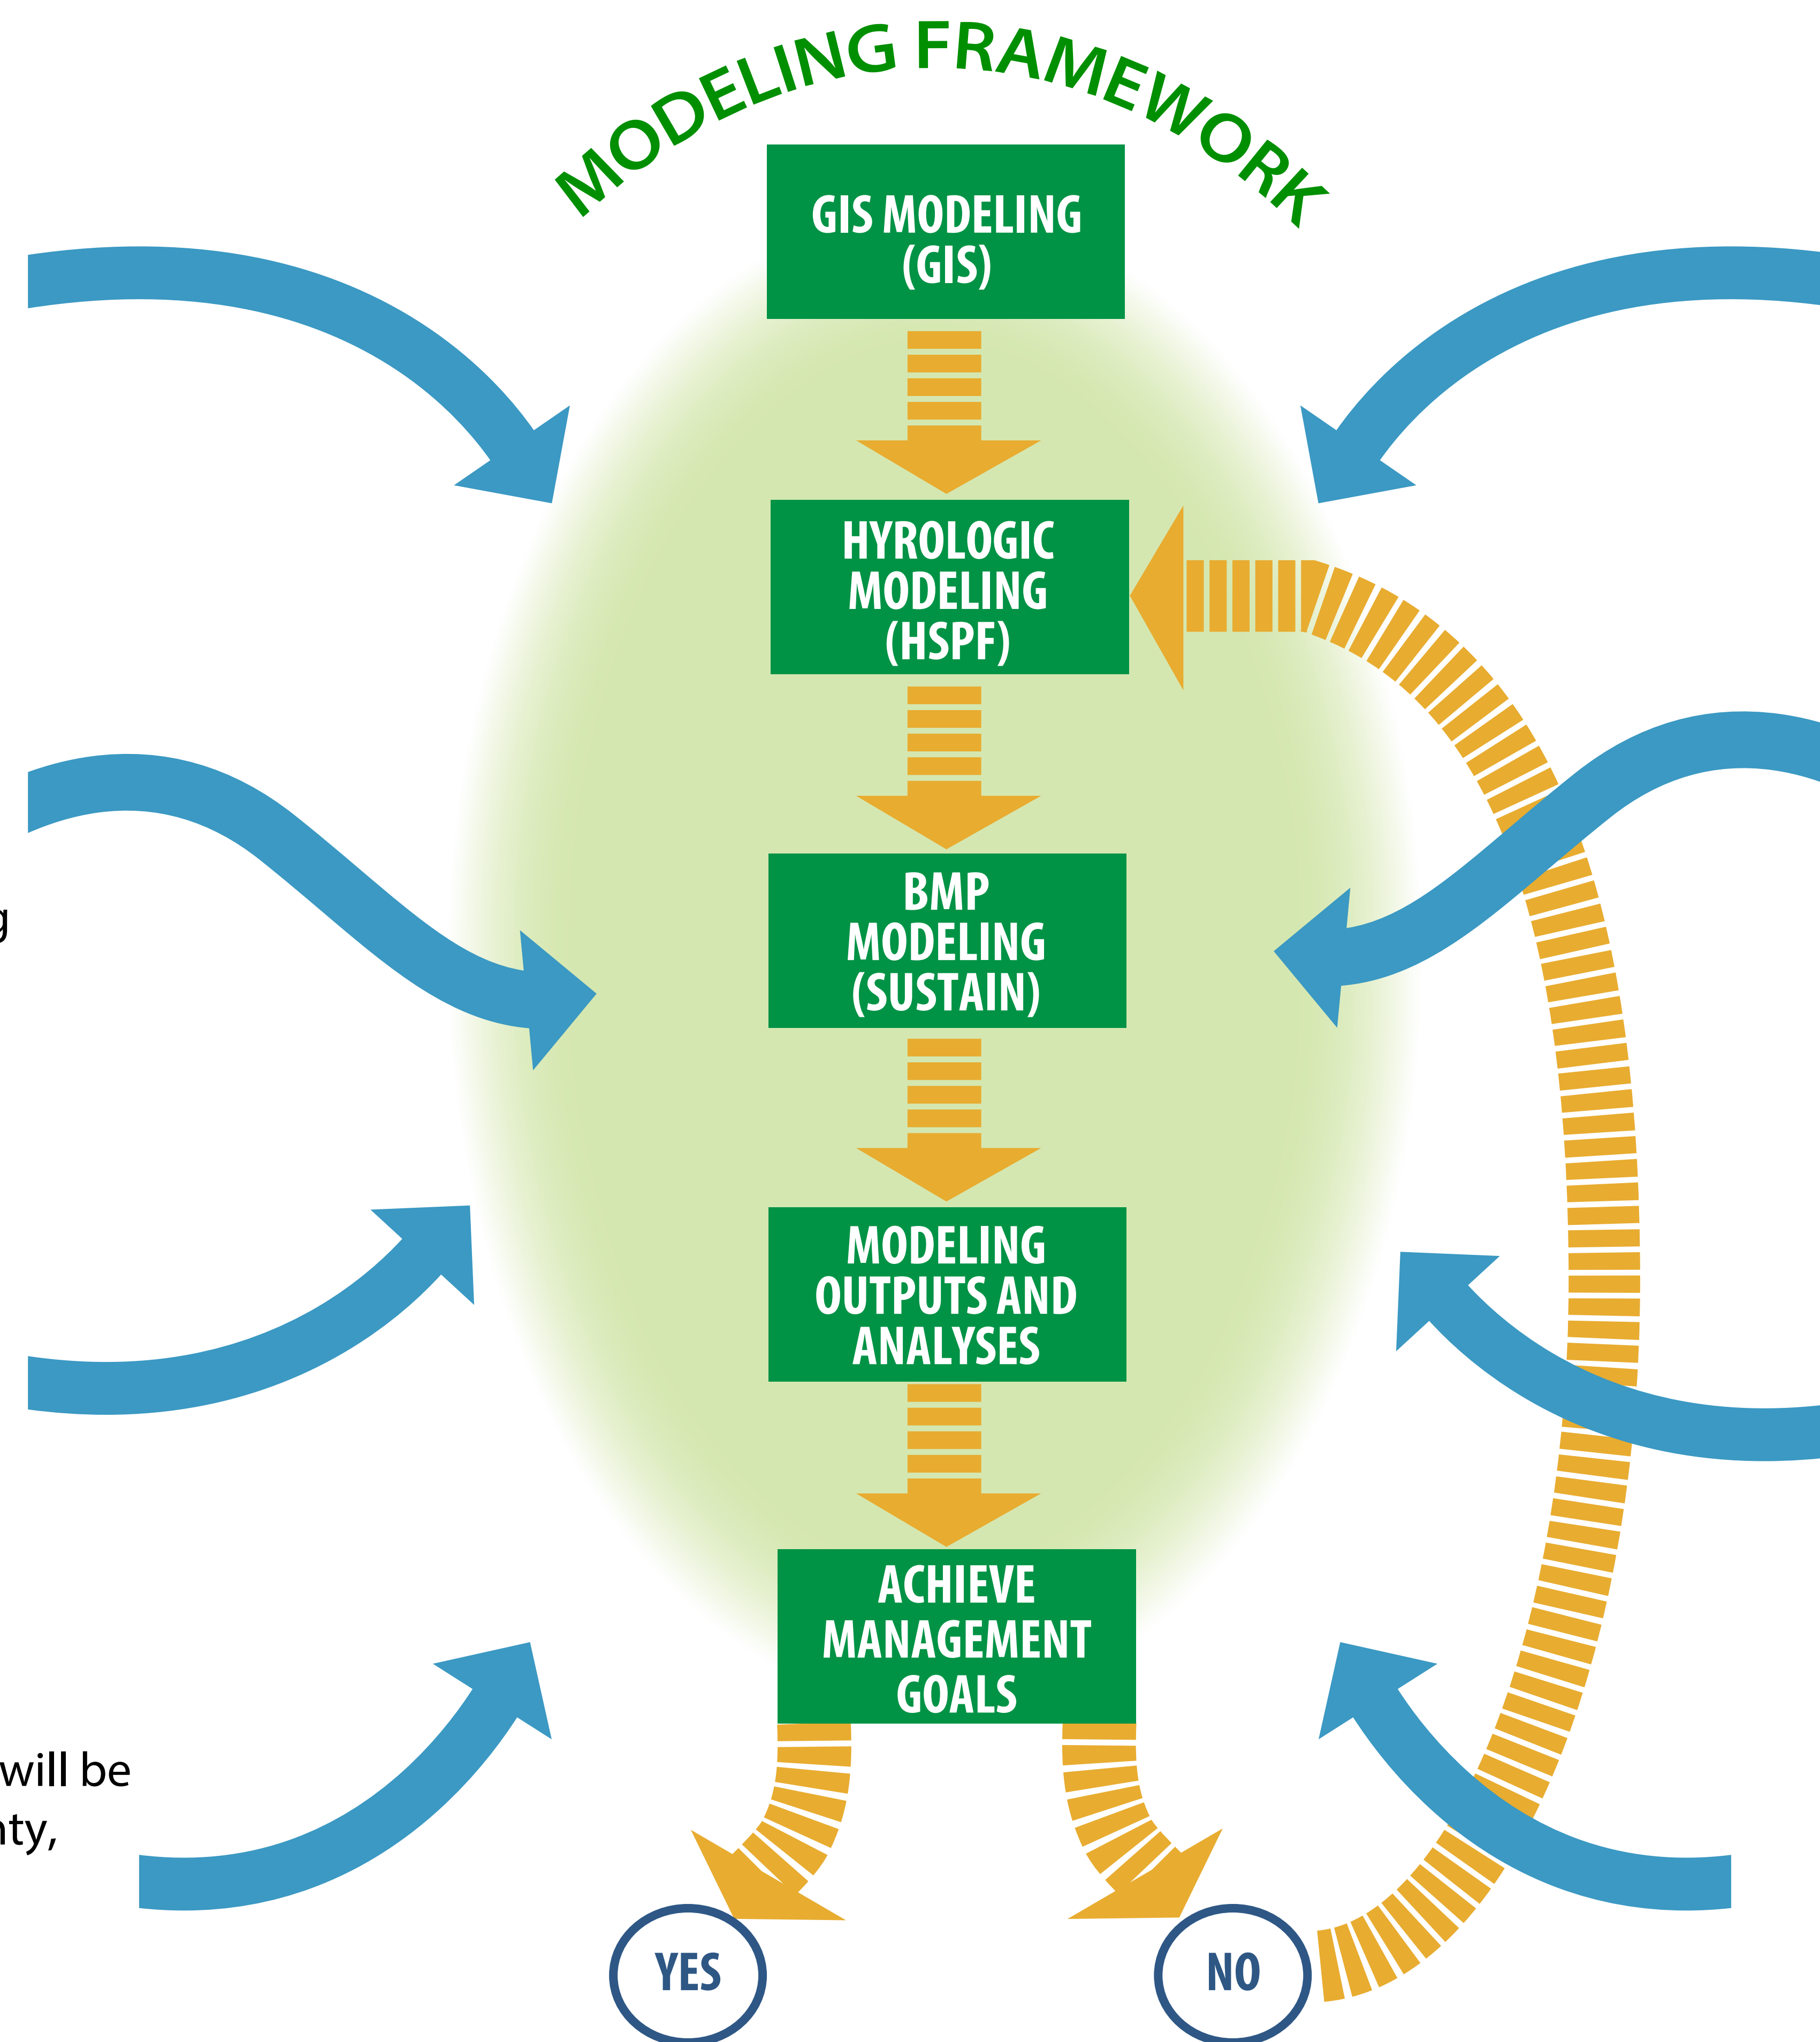 MODELING FRAMEWORK
GIS MODELING
(GIS)
HYROLOGIC
MODELING
(HSPF)
BMP
MODELING
(SUSTAIN)
MODELING
OUTPUTS AND
ANALYSES
ACHIEVE
MANAGEMENT
GOALS
will be
YES
NO